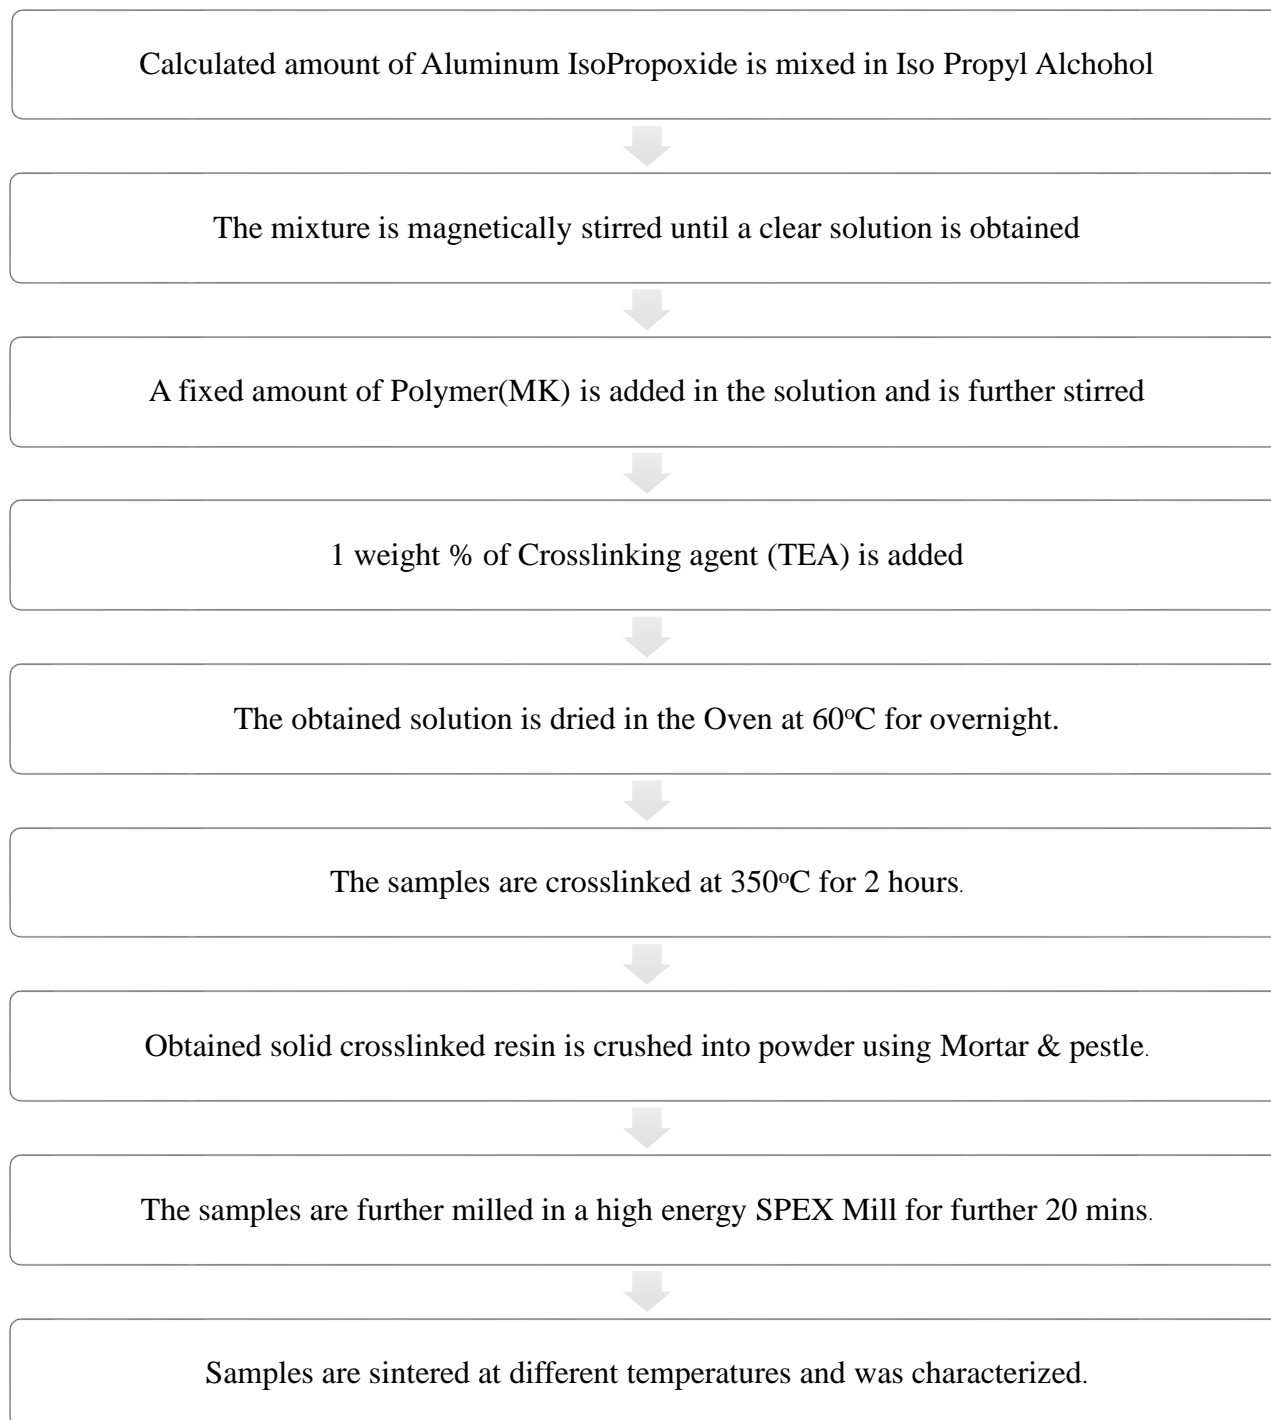 Calculated amount of Aluminum IsoPropoxide is mixed in Iso Propyl Alchohol
The mixture is magnetically stirred until a clear solution is obtained
A fixed amount of Polymer(MK) is added in the solution and is further stirred
1 weight % of Crosslinking agent (TEA) is added
The obtained solution is dried in the Oven at 60°C for overnight.
The samples are crosslinked at 350°C for 2 hours.
Obtained solid crosslinked resin is crushed into powder using Mortar & pestle.
The samples are further milled in a high energy SPEX Mill for further 20 mins.
Samples are sintered at different temperatures and was characterized.